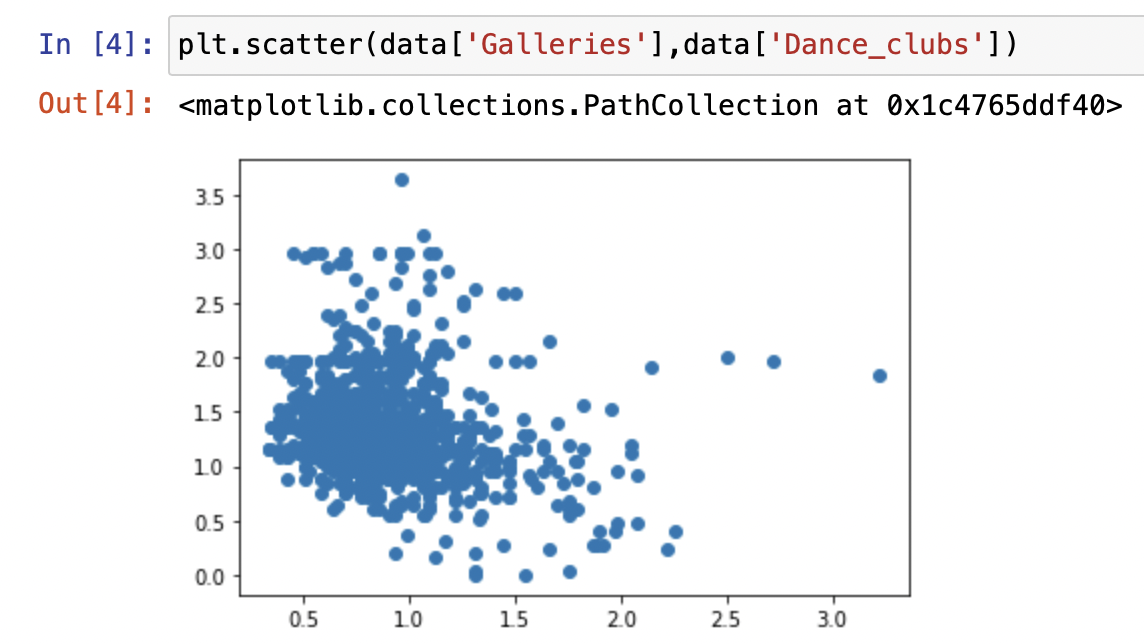 In [4]: plt.scatter(data['Galleries'],data['Dance_clubs'])
Out[4]: <matplotlib.collections.PathCollection at 0x1c4765ddf40>
3.5
3.0
2.5
2.0
1.5
1.0
0.5
0.0
0.5 1.0 1.5 2.0 2.5 3.0